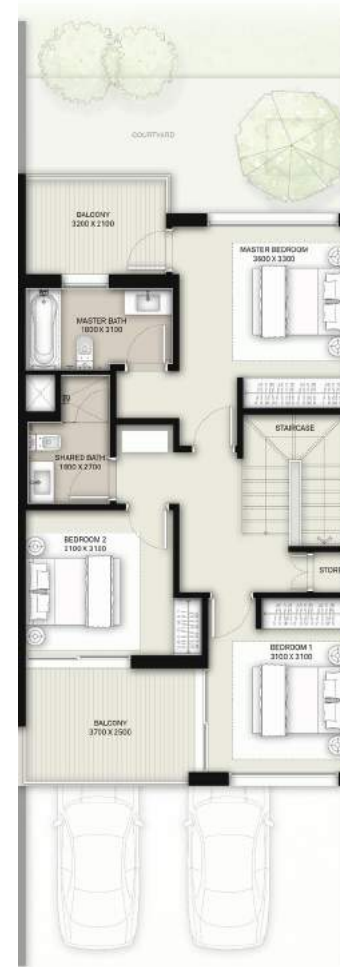 COURTYARD
BALCONY
3200 X 2100
MASTER BEDROOM
3600 X 3300
MASTER BATH
1800 X 3100
STAIRCASE
SHARED BATH
1800 X 2700
BEDROOM 2
3100 X 3100
STORE
BEDROOM 1
3100 X 3100
BALCONY
3700 X 2500